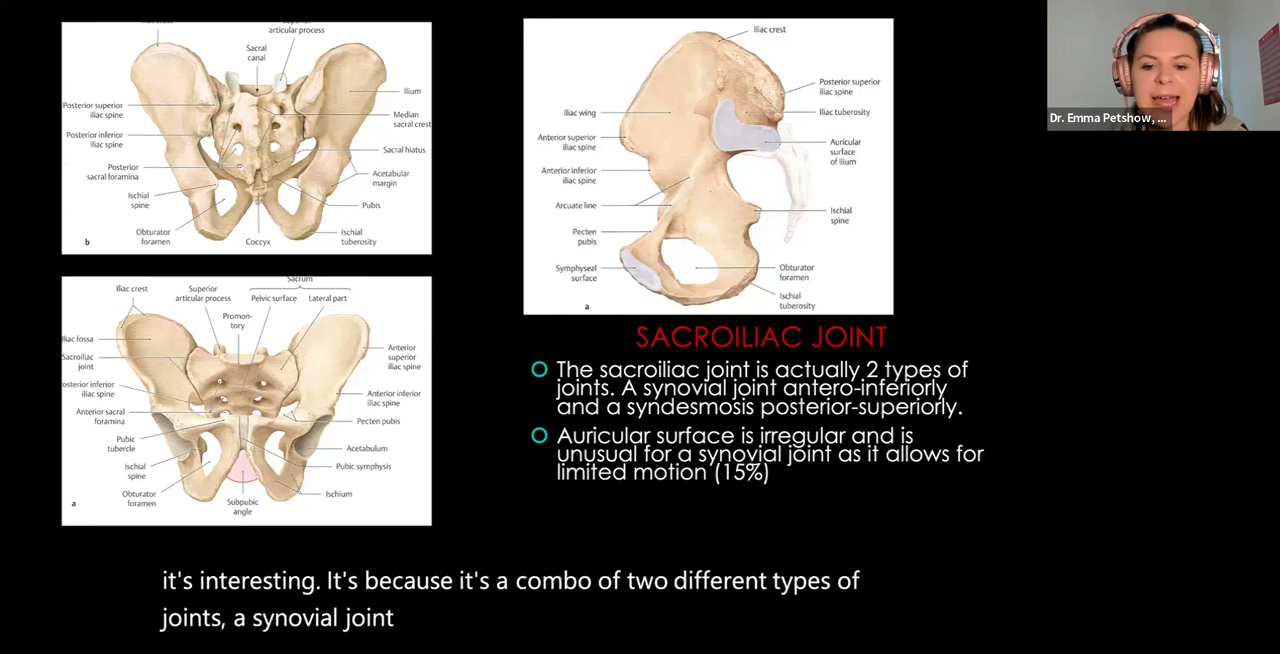 Iliac crest
Superior
articular process
Sacral
canal
Posterior superior
iliac spine
Posterior inferior
iliac spine
Posterior
sacral foramina
Ischial
spine
Obturator
foramen
Coccyx
Ilium
Median
sacral crest
Sacral hiatus
Acetabular
margin
Pubis
Ischial
tuberosity
b
Iliac crest
Superior
articular process
Sacrum
Pelvic surface
Lateral part
Promon-
tory
Iliac fossa
Sacroiliac
joint
Posterior inferior
iliac spine
Anterior sacral
foramina
Pubic
tubercle
Ischial
spine
Obturator
foramen
Subpubic
angle
Anterior
superior
iliac spine
Anterior inferior
iliac spine
Pecten pubis
Acetabulum
Pubic symphysis
Ischium
a
Iliac crest
Iliac wing
Anterior superior
iliac spine
Anterior inferior
iliac spine
Arcuate line
Pecten
pubis
Symphyseal
surface
Posterior superior
iliac spine
Iliac tuberosity
Auricular
surface
of ilium
Ischial
spine
Obturator
foramen
Ischial
tuberosity
a
Dr. Emma Petshow, ...
SACROILIAC JOINT
The sacroiliac joint is actually 2 types of
joints. A synovial joint antero-inferiorly
and a syndesmosis posterior-superiorly.
Auricular surface is irregular and is
unusual for a synovial joint as it allows for
limited motion (15%)
it's interesting. It's because it's a combo of two different types of
joints, a synovial joint